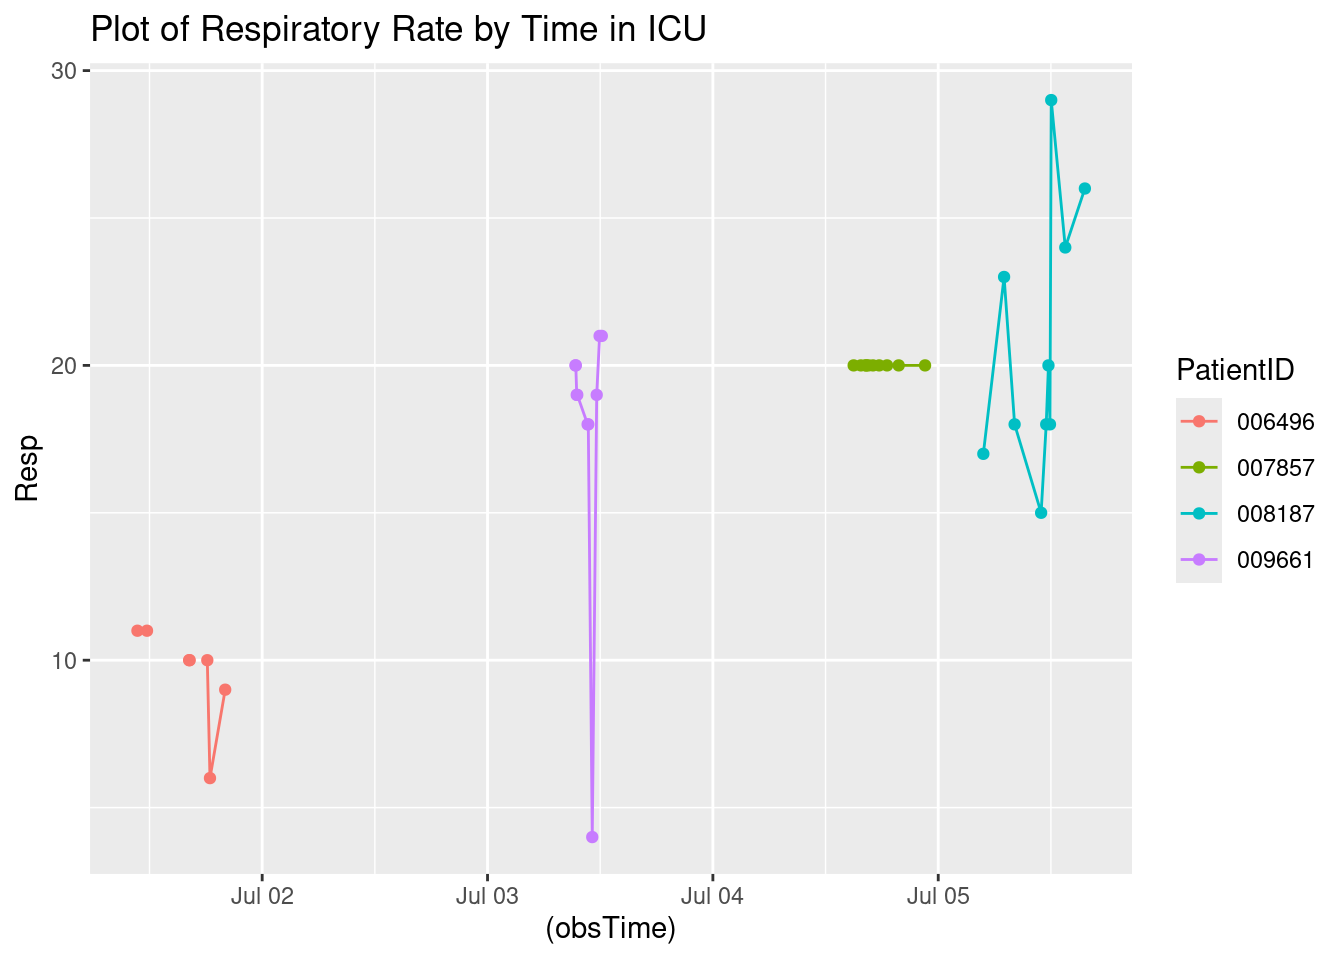 Plot of Respiratory Rate by Time in ICU
30
20
10
Resp
Jul 02
Jul 03
Jul 04
Jul 05
(obsTime)
PatientID
006496
007857
008187
009661